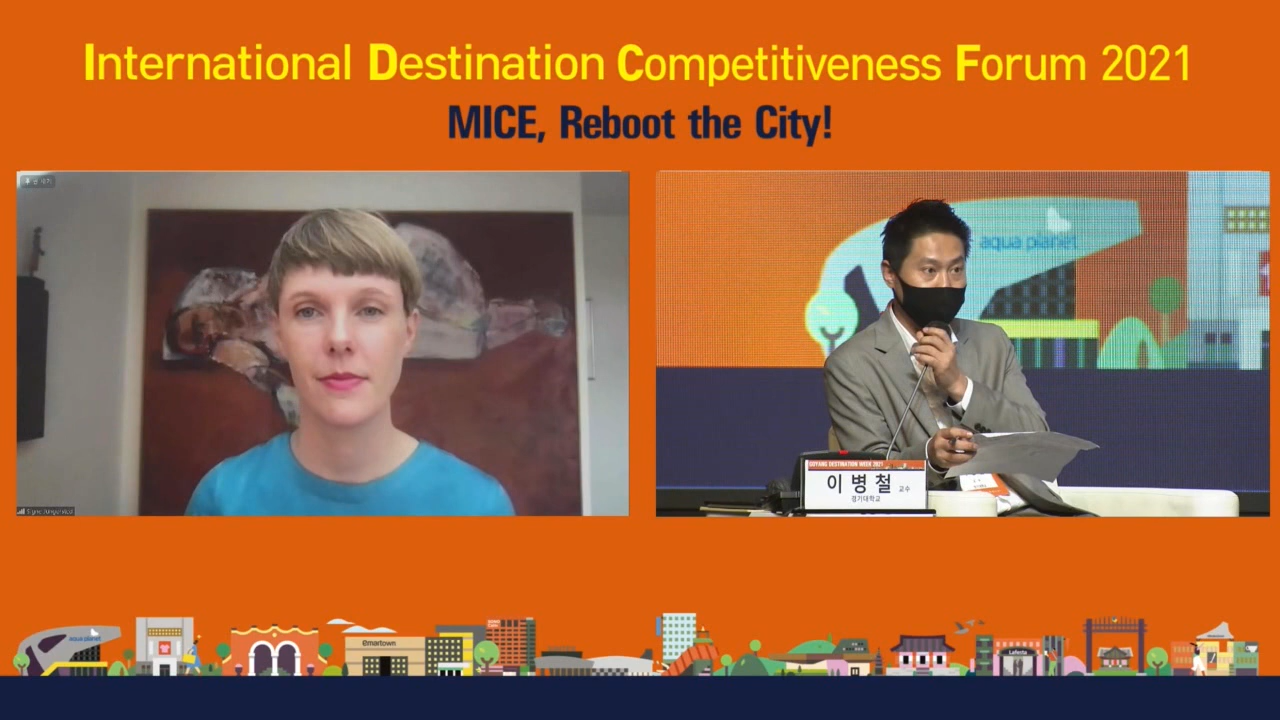 International Destination Competitiveness Forum 2021
MICE, Reboot the City!
aqua planet
GOYANG DESTINATION WEEK 2021
이병철 교수
경기대학교
aqua planet
emartown
Lafesta